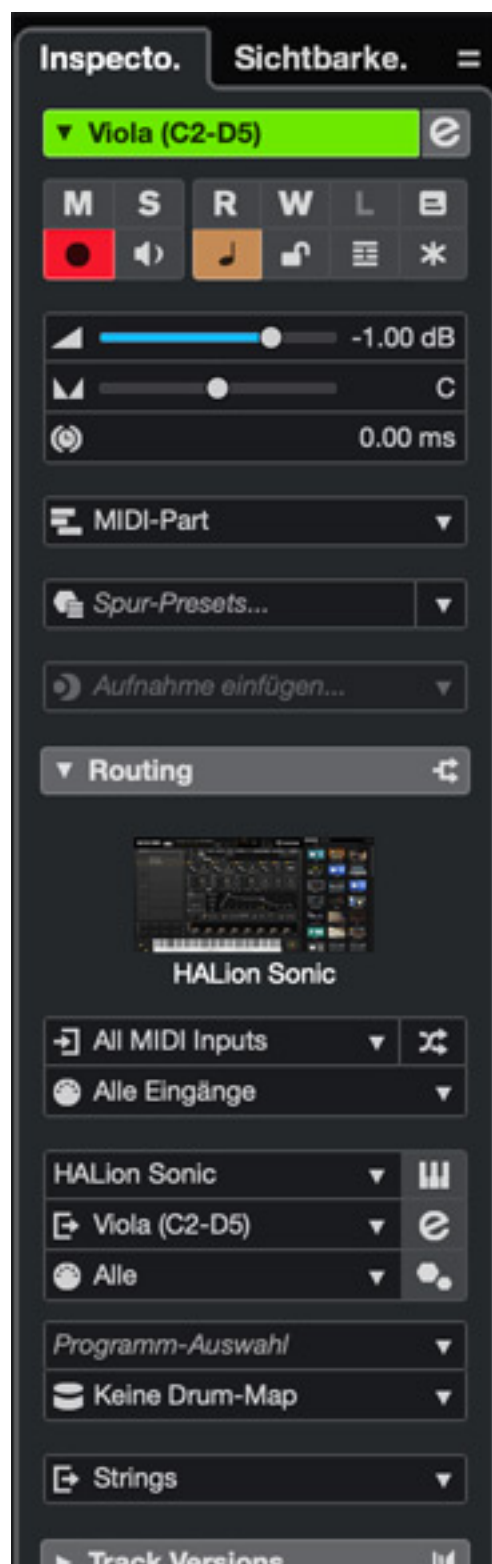 Inspecto. Sichtbarke.
Viola (C2-D5) e
M S R W L
-1.00 dB
C
0.00 ms
MIDI-Part
Spur-Presets...
Aufnahme einfügen...
Routing
HALion Sonic
All MIDI Inputs
Alle Eingänge
HALion Sonic
Viola (C2-D5) e
Alle
Programm-Auswahl
Keine Drum-Map
Strings
Track Versions